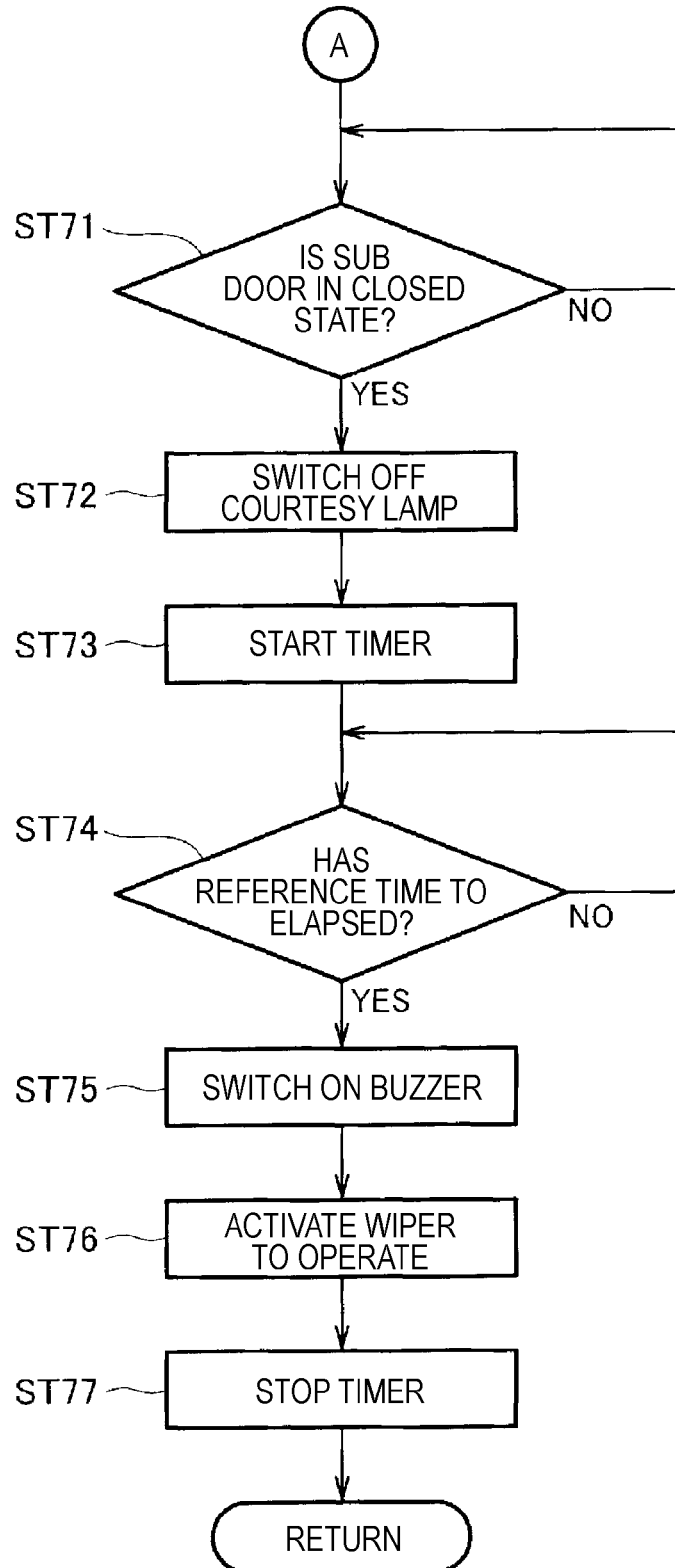 A
ST71
IS SUB
DOOR IN CLOSED
STATE?
NO
YES
ST72
SWITCH OFF
COURTESY LAMP
ST73
START TIMER
ST74
HAS
REFERENCE TIME TO
ELAPSED?
NO
YES
ST75
SWITCH ON BUZZER
ST76
ACTIVATE WIPER
TO OPERATE
ST77
STOP TIMER
RETURN